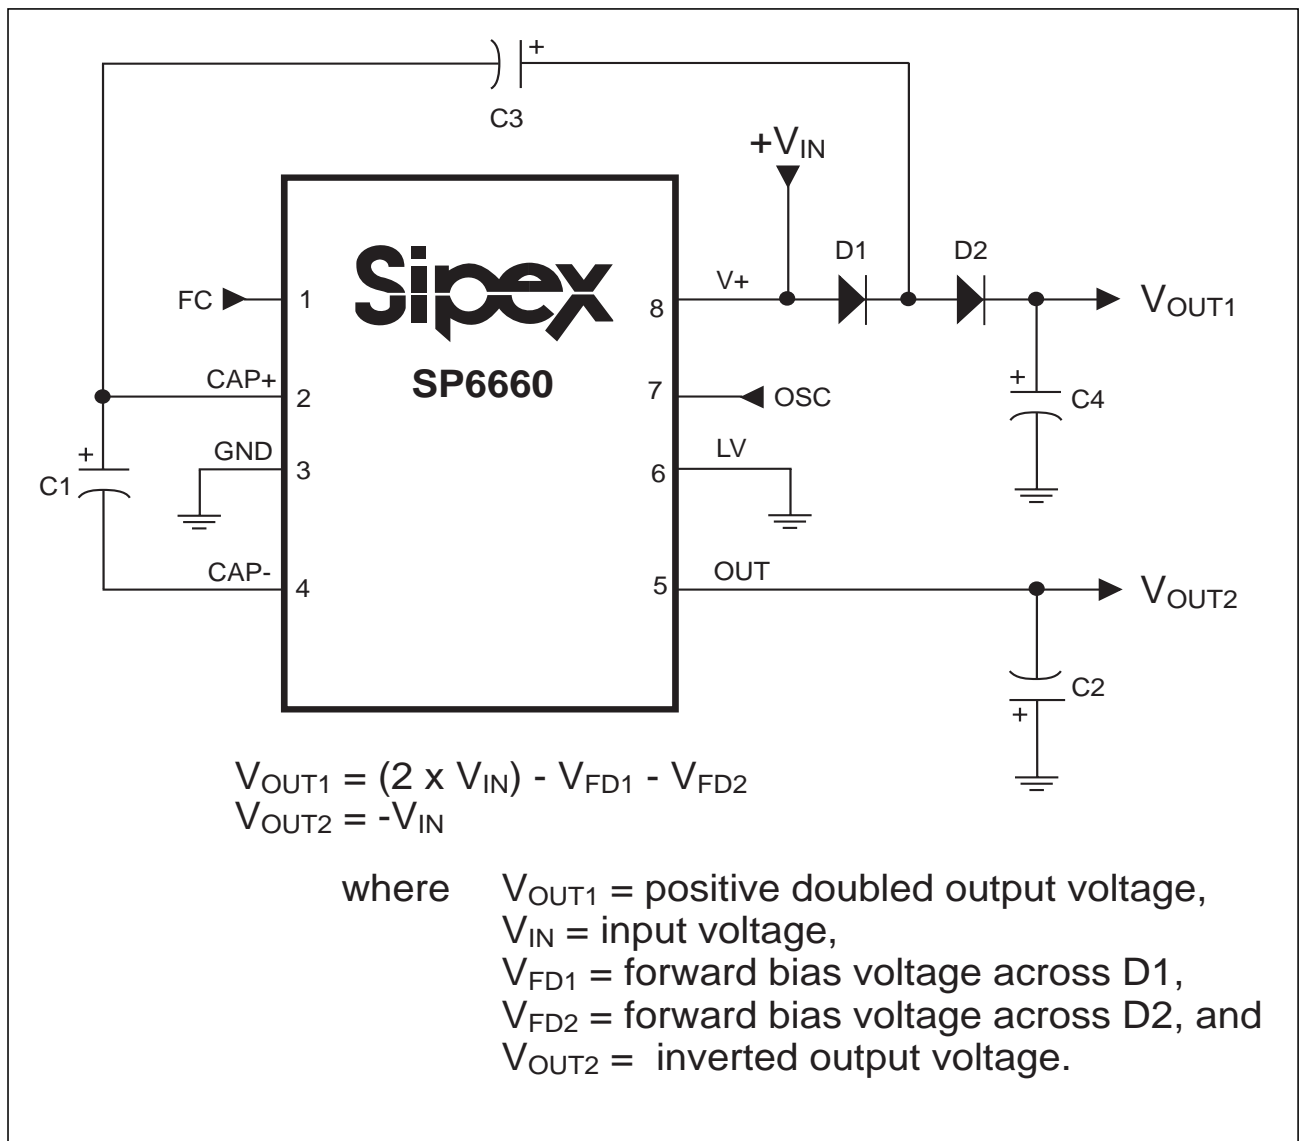 +
C3
+VIN
D1
D2
Sipex
SP6660
FC
1
V+
8
VOUT1
CAP+
2
7
OSC
+
C4
GND
3
LV
6
+
C1
CAP-
4
OUT
5
VOUT2
C2
+
VOUT1 = (2 x VIN) - VFD1 - VFD2
VOUT2 = -VIN
where VOUT1 = positive doubled output voltage,
VIN = input voltage,
VFD1 = forward bias voltage across D1,
VFD2 = forward bias voltage across D2, and
VOUT2 = inverted output voltage.